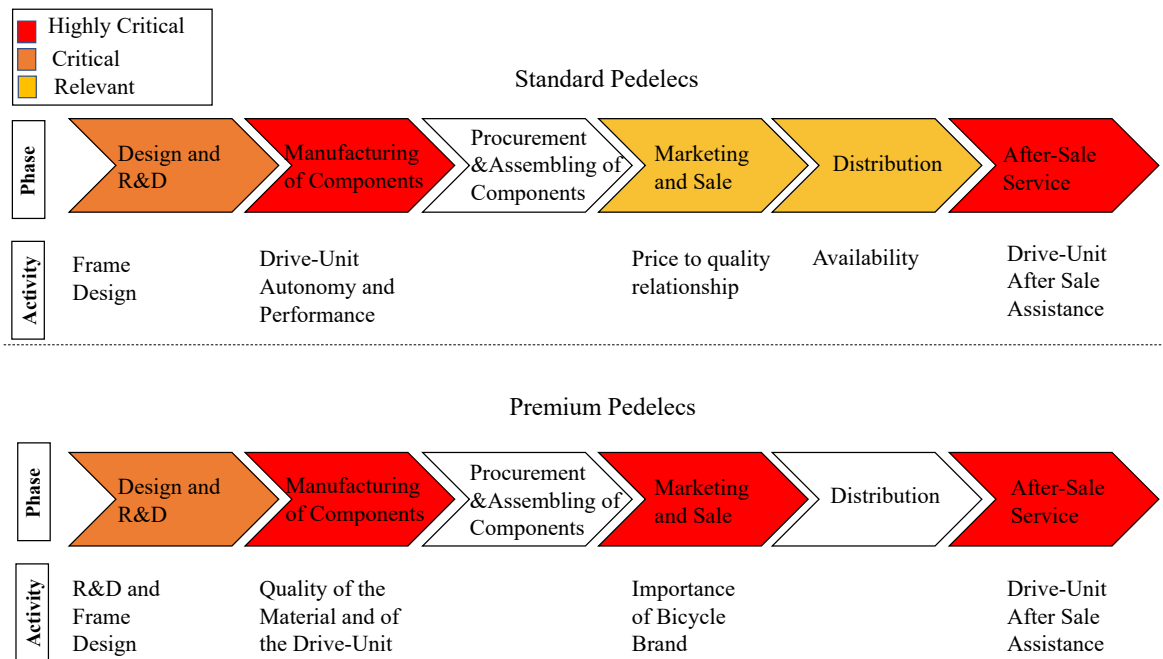 Highly Critical
Critical
Relevant
Standard Pedelecs
Phase
Design and
R&D
Manufacturing
of Components
Procurement
&Assembling of
Components
Marketing
and Sale
Distribution
After-Sale
Service
Activity
Frame
Design
Drive-Unit
Autonomy and
Performance
Price to quality
relationship
Availability
Drive-Unit
After Sale
Assistance
Premium Pedelecs
Phase
Design and
R&D
Manufacturing
of Components
Procurement
&Assembling of
Components
Marketing
and Sale
Distribution
After-Sale
Service
Activity
R&D and
Frame
Design
Quality of the
Material and of
the Drive-Unit
Importance
of Bicycle
Brand
Drive-Unit
After Sale
Assistance